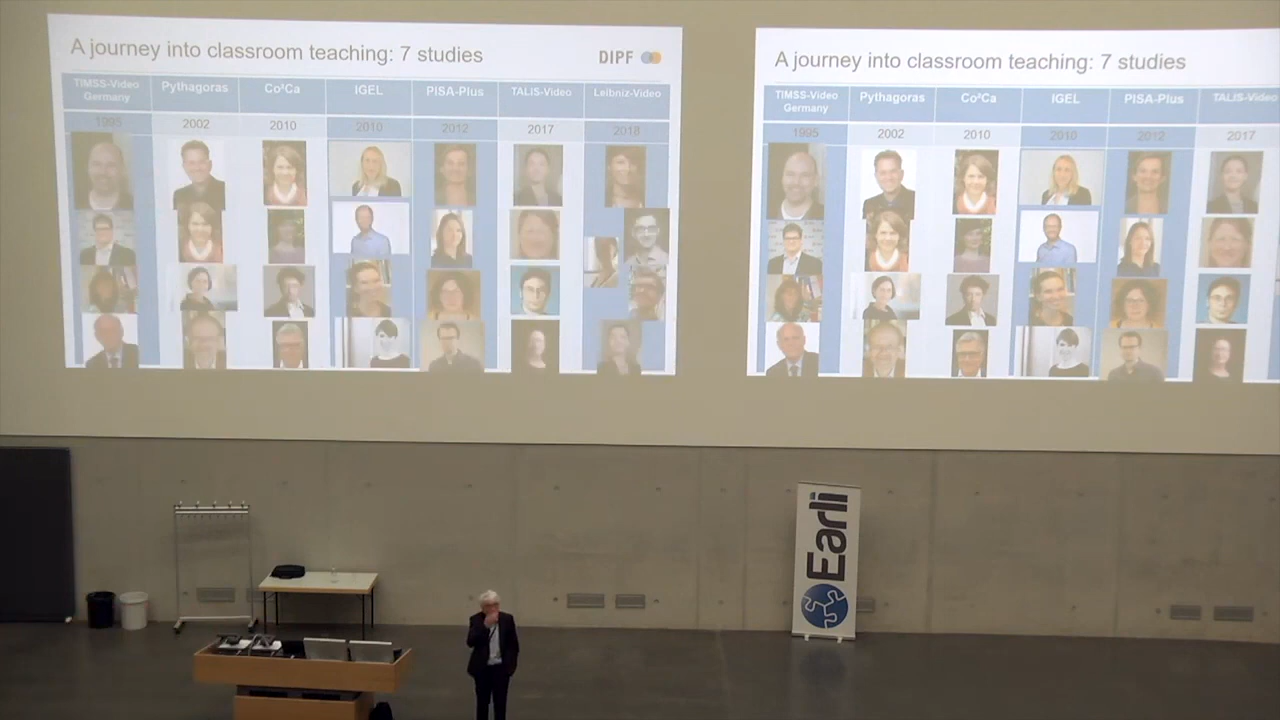 A journey into classroom teaching: 7 studies
DIPF
TIMSS-Video Germany Pythagoras Co²Ca IGEL PISA-Plus TALIS-Video Leibniz-Video
1995 2002 2010 2010 2012 2017 2018
A journey into classroom teaching: 7 studies
TIMSS-Video Germany Pythagoras Co²Ca IGEL PISA-Plus TALIS-Video
1995 2002 2010 2010 2012 2017
Earli